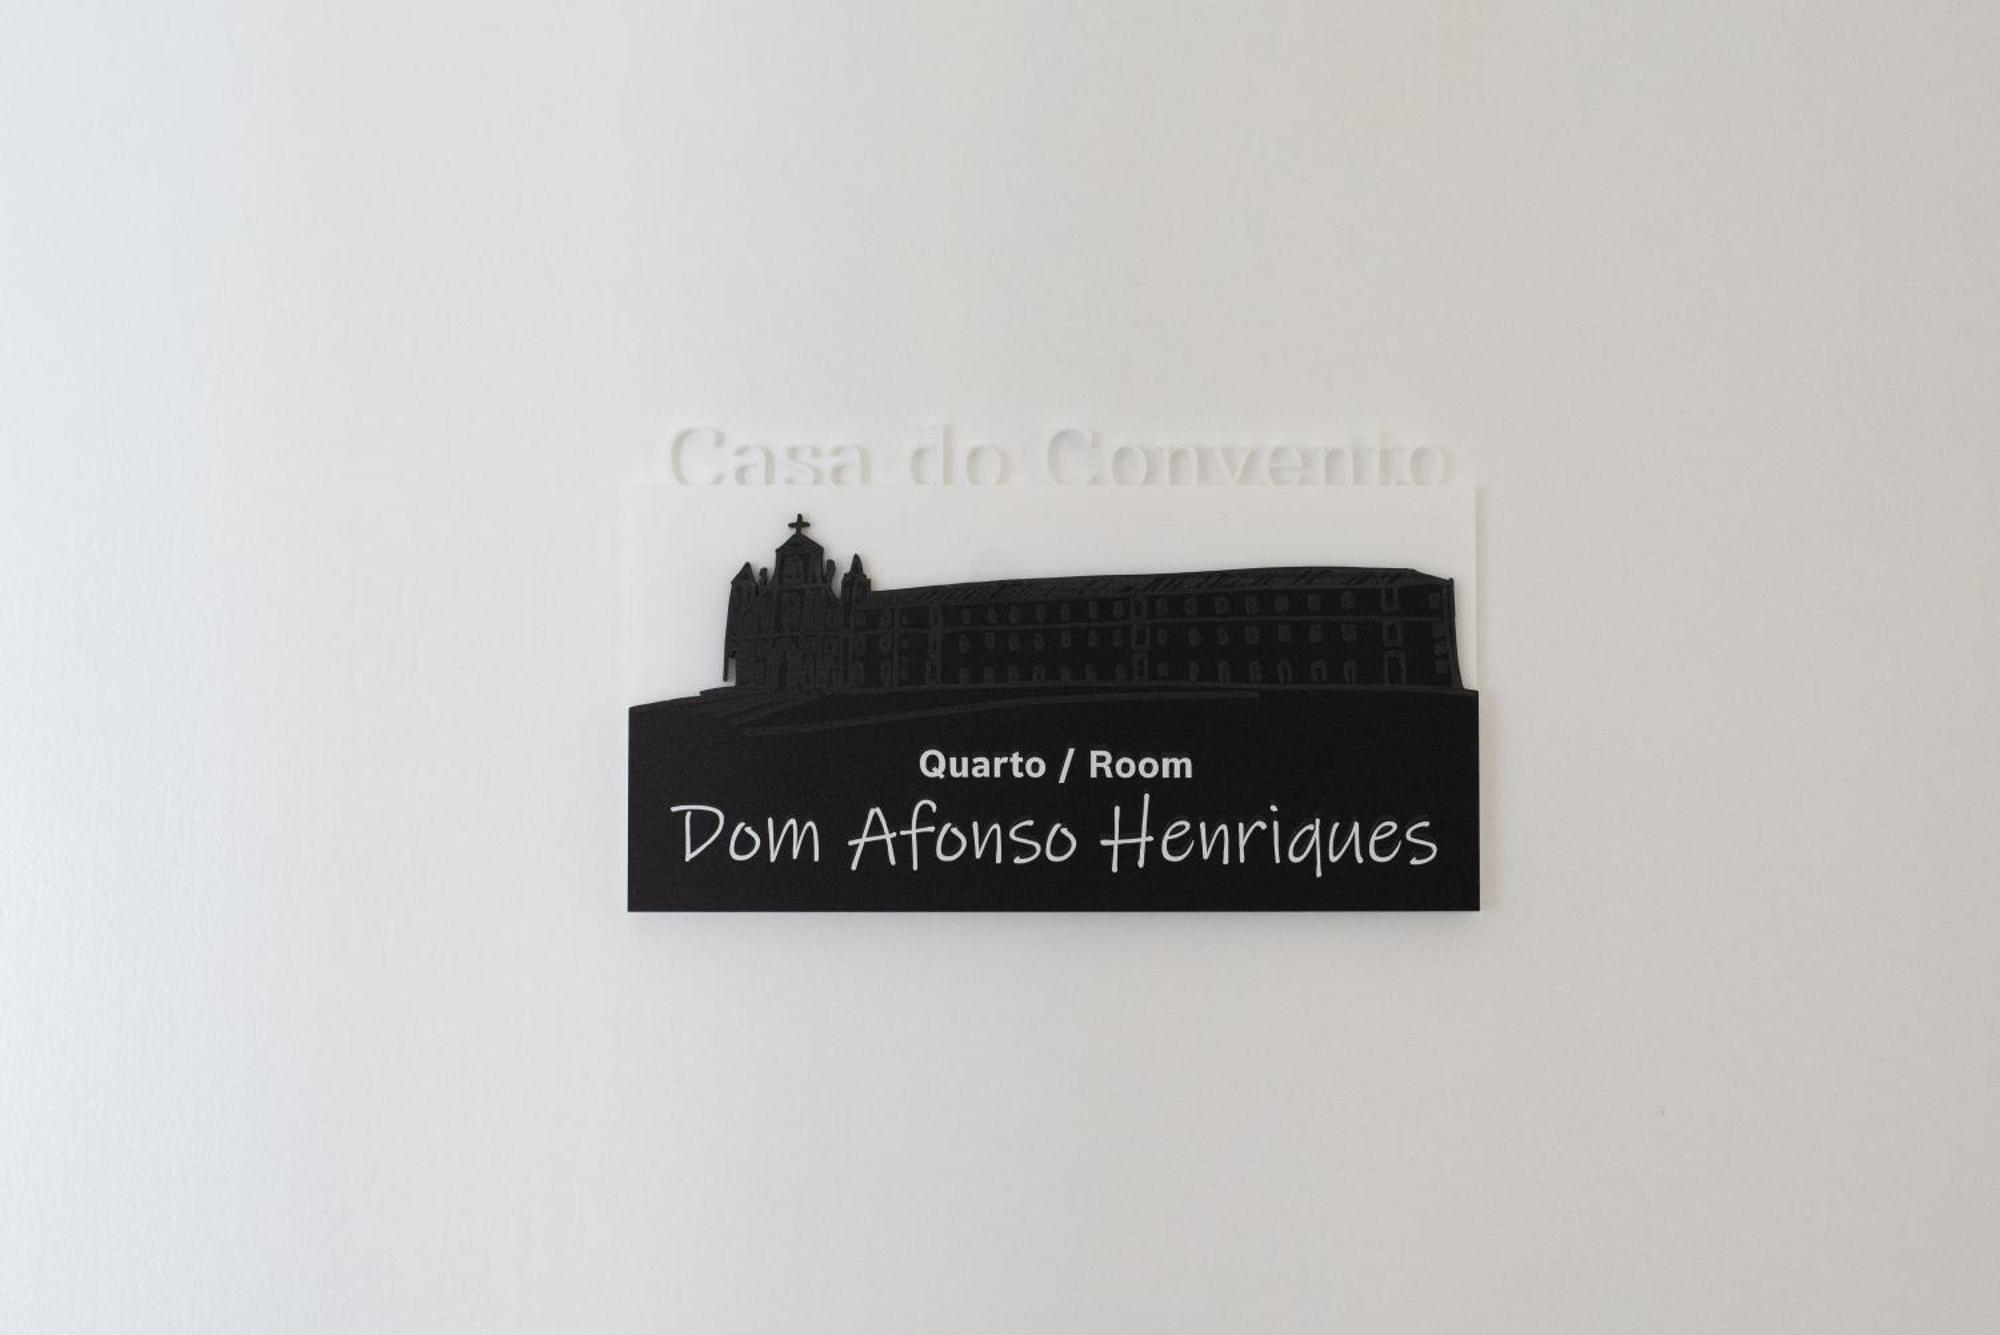 Casa do Convento
Quarto / Room
Dom Afonso Henriques